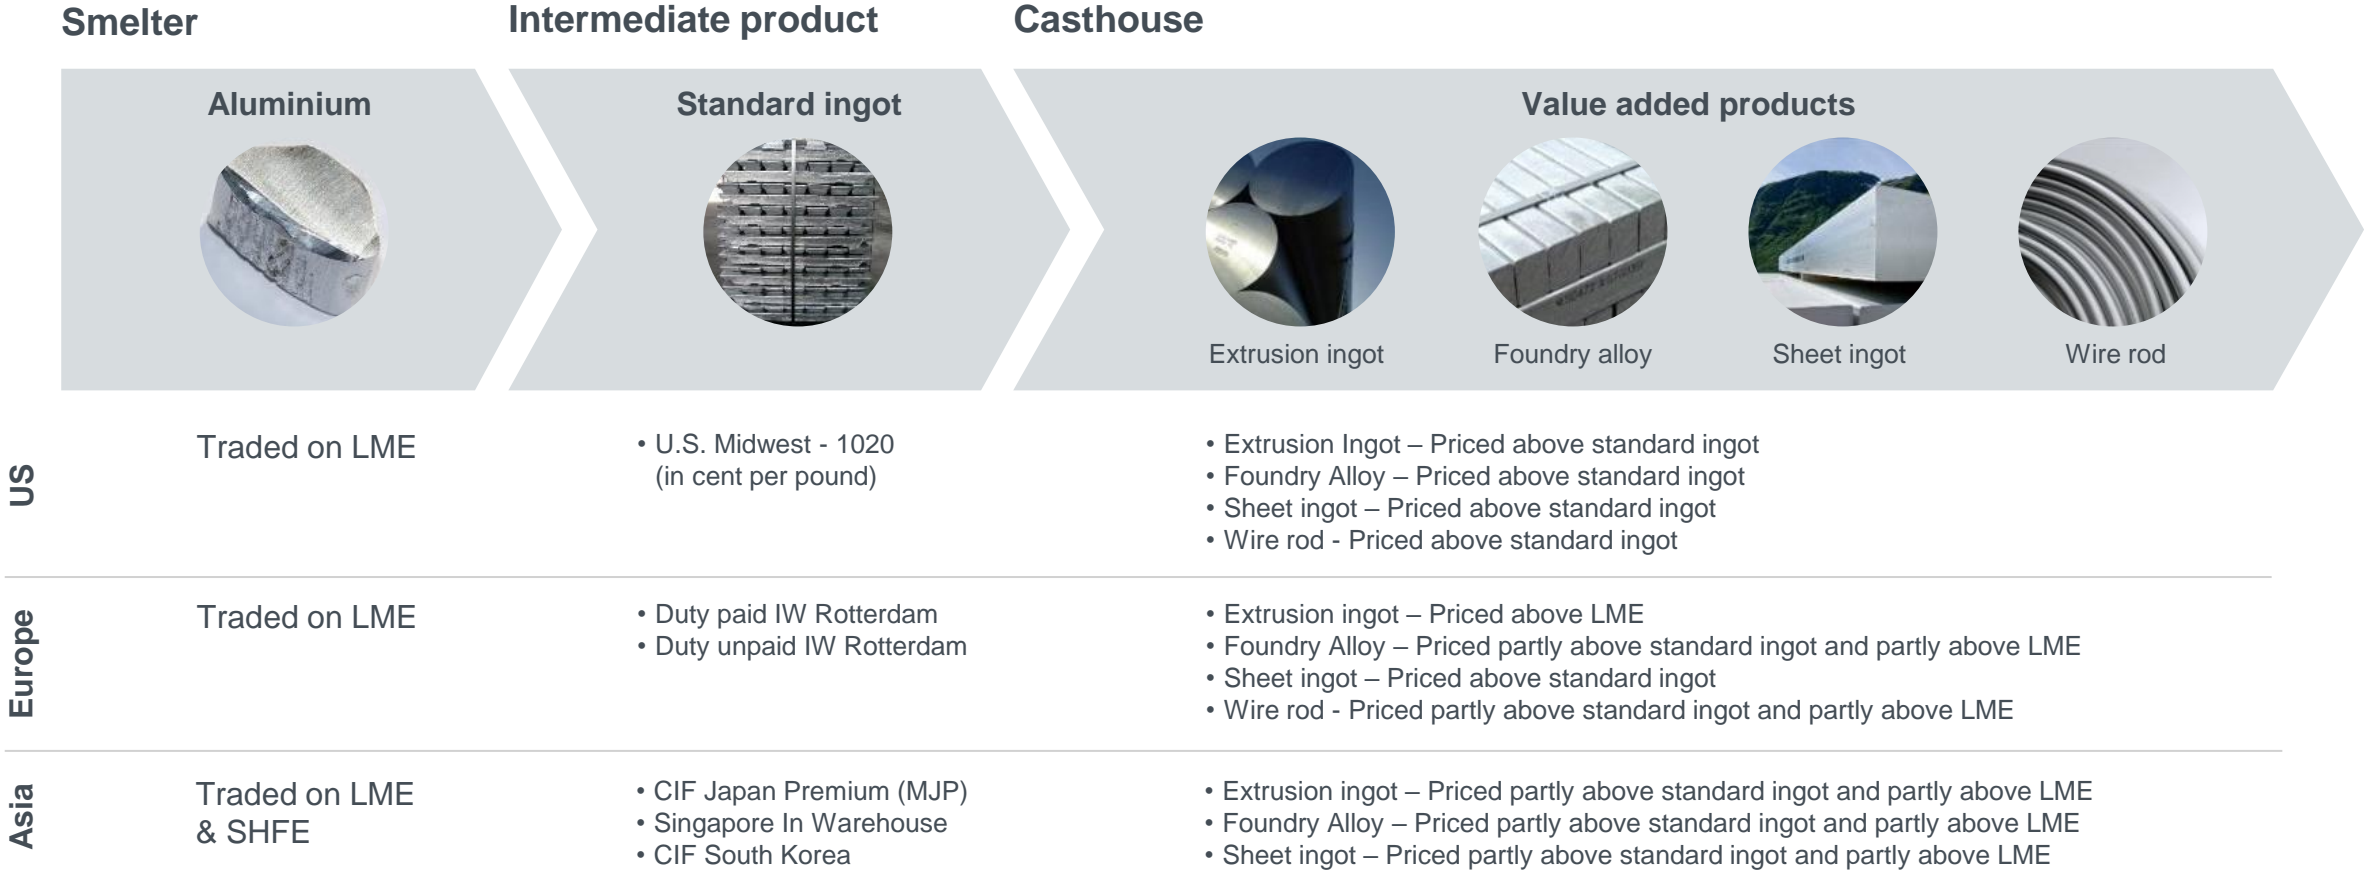 Smelter
Intermediate product
Casthouse
Aluminium
Standard ingot
Value added products
Extrusion ingot
Foundry alloy
Sheet ingot
Wire rod
US
Traded on LME
• U.S. Midwest - 1020
(in cent per pound)
• Extrusion Ingot – Priced above standard ingot
• Foundry Alloy – Priced above standard ingot
• Sheet ingot – Priced above standard ingot
• Wire rod - Priced above standard ingot
Europe
Traded on LME
• Duty paid IW Rotterdam
• Duty unpaid IW Rotterdam
• Extrusion ingot – Priced above LME
• Foundry Alloy – Priced partly above standard ingot and partly above LME
• Sheet ingot – Priced above standard ingot
• Wire rod - Priced partly above standard ingot and partly above LME
Asia
Traded on LME
& SHFE
• CIF Japan Premium (MJP)
• Singapore In Warehouse
• CIF South Korea
• Extrusion ingot – Priced partly above standard ingot and partly above LME
• Foundry Alloy – Priced partly above standard ingot and partly above LME
• Sheet ingot – Priced partly above standard ingot and partly above LME